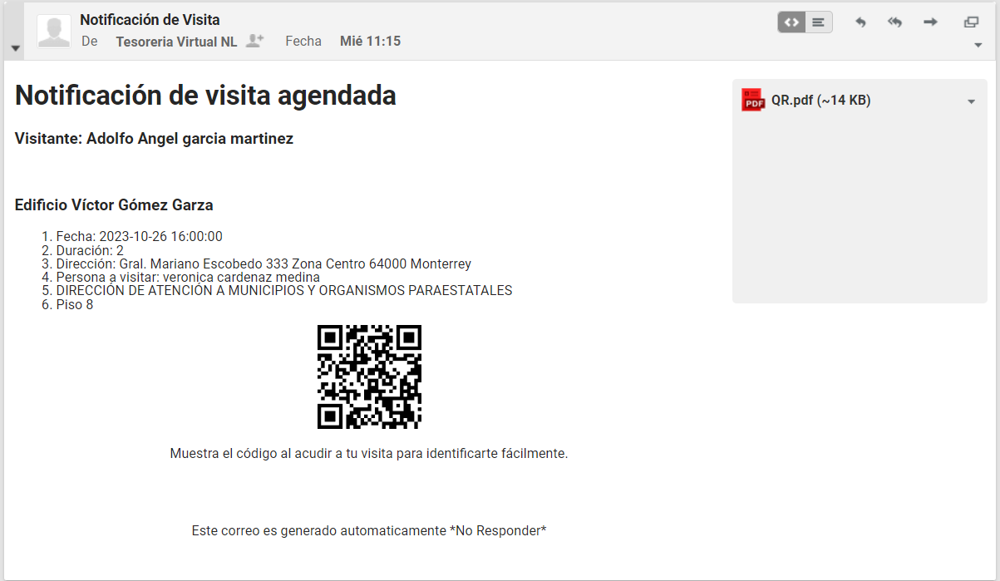 Notificación de Visita
De Tesoreria Virtual NL Fecha Mié 11:15
Notificación de visita agendada
PDF QR.pdf (~14 KB)
Visitante: Adolfo Angel garcia martinez
Edificio Víctor Gómez Garza
1. Fecha: 2023-10-26 16:00:00
2. Duración: 2
3. Dirección: Gral. Mariano Escobedo 333 Zona Centro 64000 Monterrey
4. Persona a visitar: veronica cardenaz medina
5. DIRECCIÓN DE ATENCIÓN A MUNICIPIOS Y ORGANISMOS PARAESTATALES
6. Piso 8
Muestra el código al acudir a tu visita para identificarte fácilmente.
Este correo es generado automaticamente *No Responder*